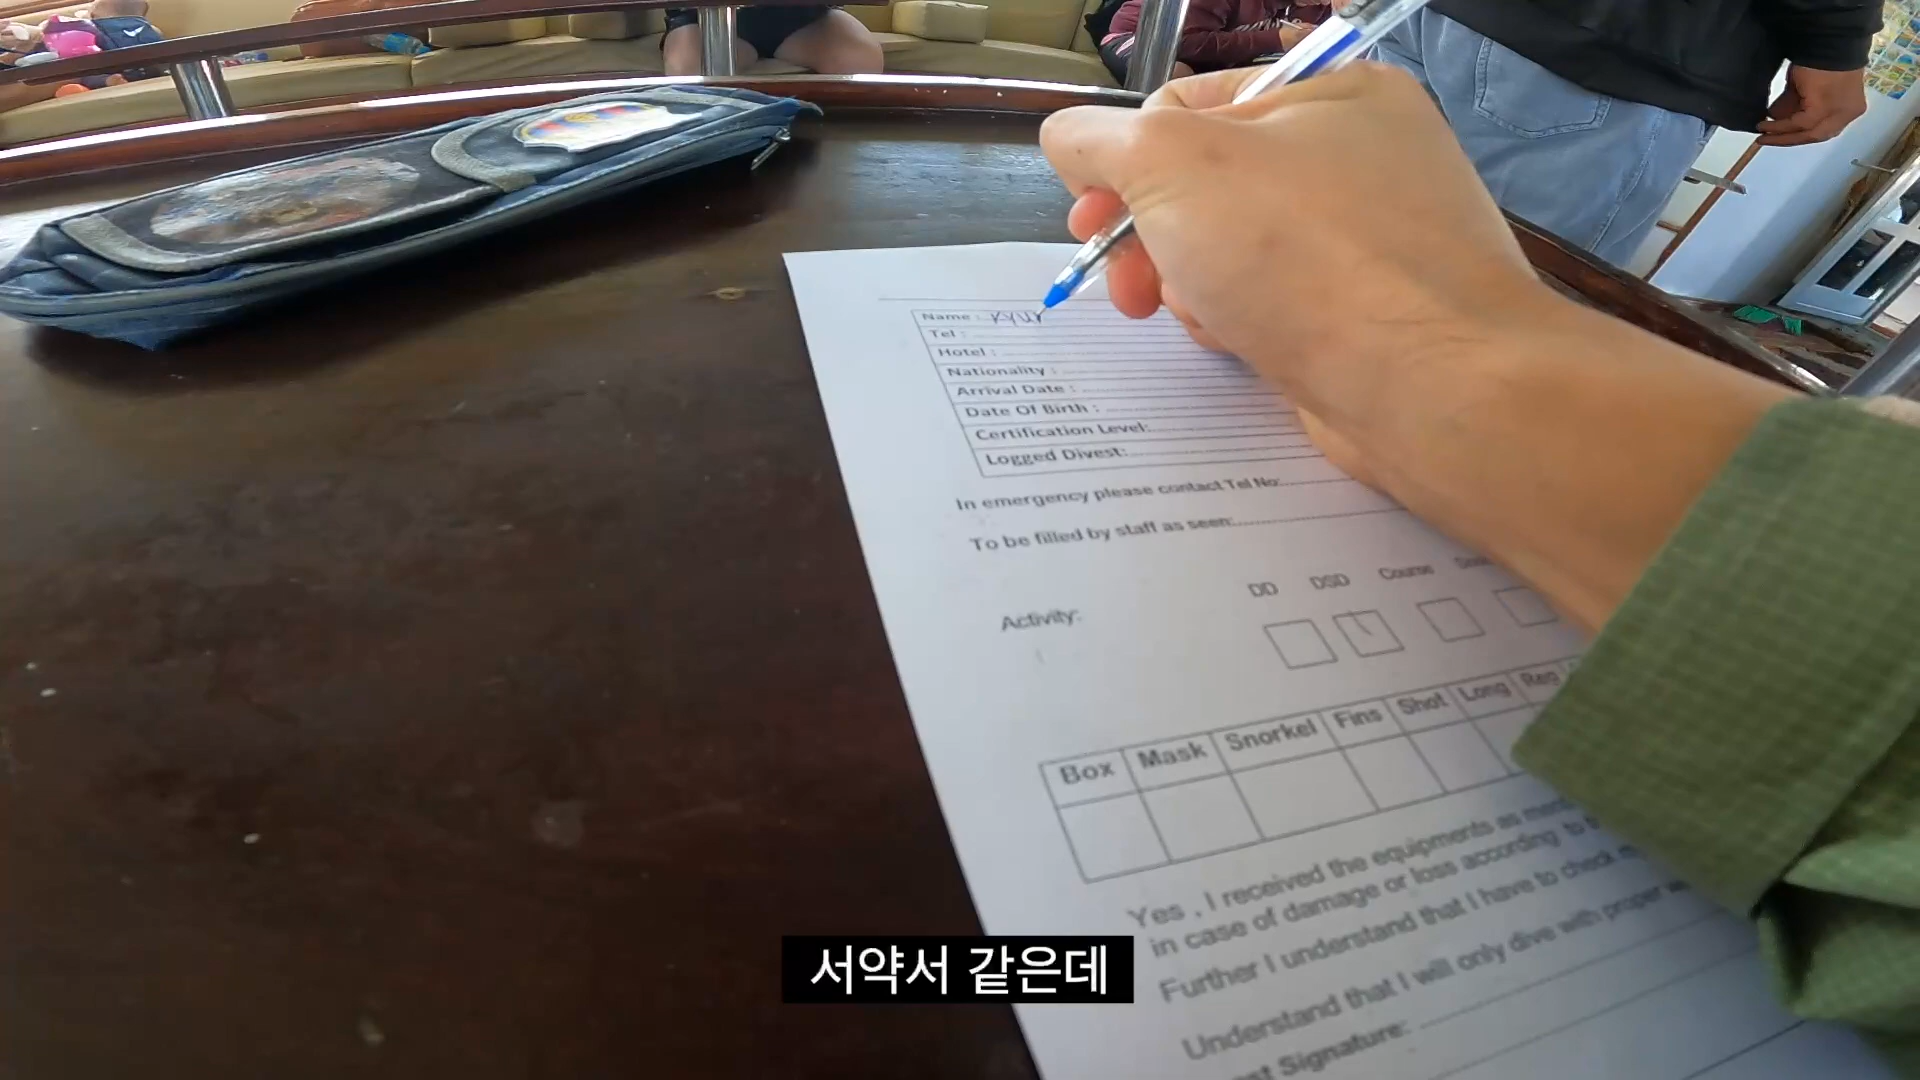 Name : KYU
Tel :
Hotel :
Nationality :
Arrival Date :
Date Of Birth :
Certification Level:
Logged Divest:
In emergency please contact Tel No:
To be filled by staff as seen:
DD DSD Course
Activity:
Box Mask Snorkel Fins Shot Long Reg
Yes , I received the equipments as
in case of damage or loss according to
Further I understand that I have to check
Understand that I will only dive with proper
Signature:
서약서 같은데